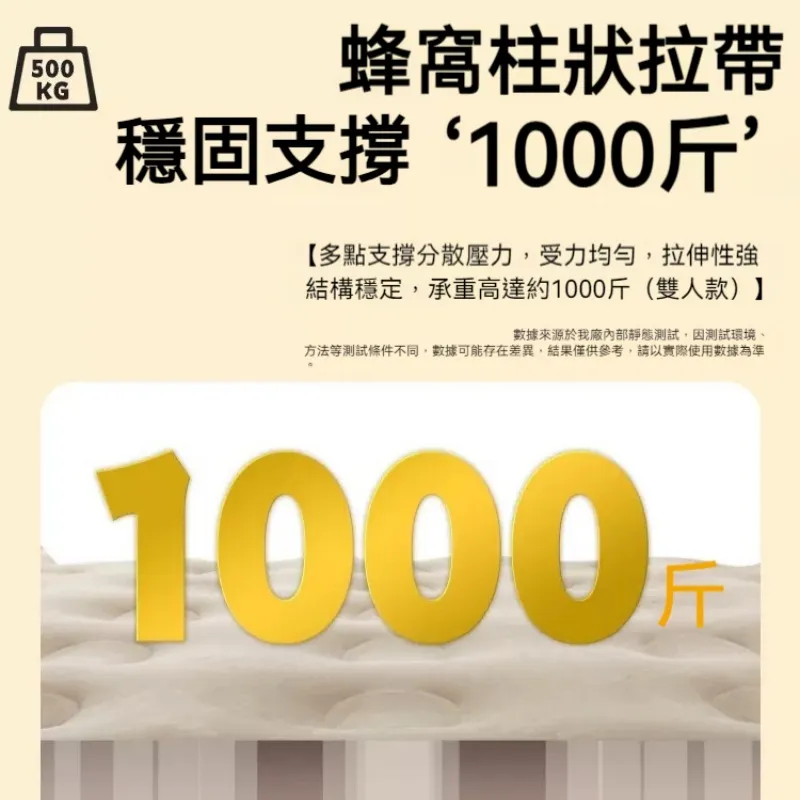 500
KG
蜂窩柱狀拉帶
穩固支撐 ‘1000斤’
【多點支撐分散壓力，受力均勻，拉伸性強
結構穩定，承重高達約1000斤（雙人款）】
數據來源於我廠內部靜態測試，因測試環境、
方法等測試條件不同，數據可能存在差異，結果僅供參考，請以實際使用數據為準
。
1000斤